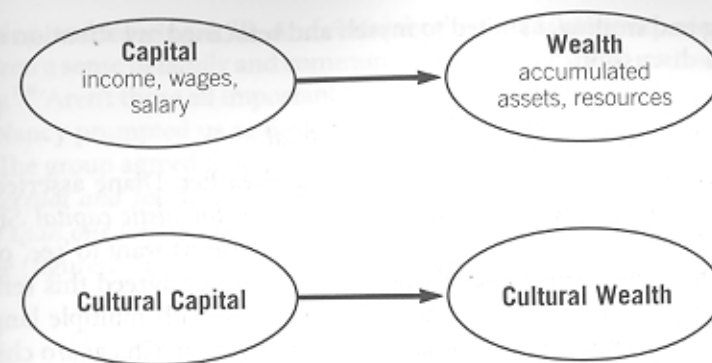 Capital
income, wages,
salary
Wealth
accumulated
assets, resources
Cultural Capital
Cultural Wealth